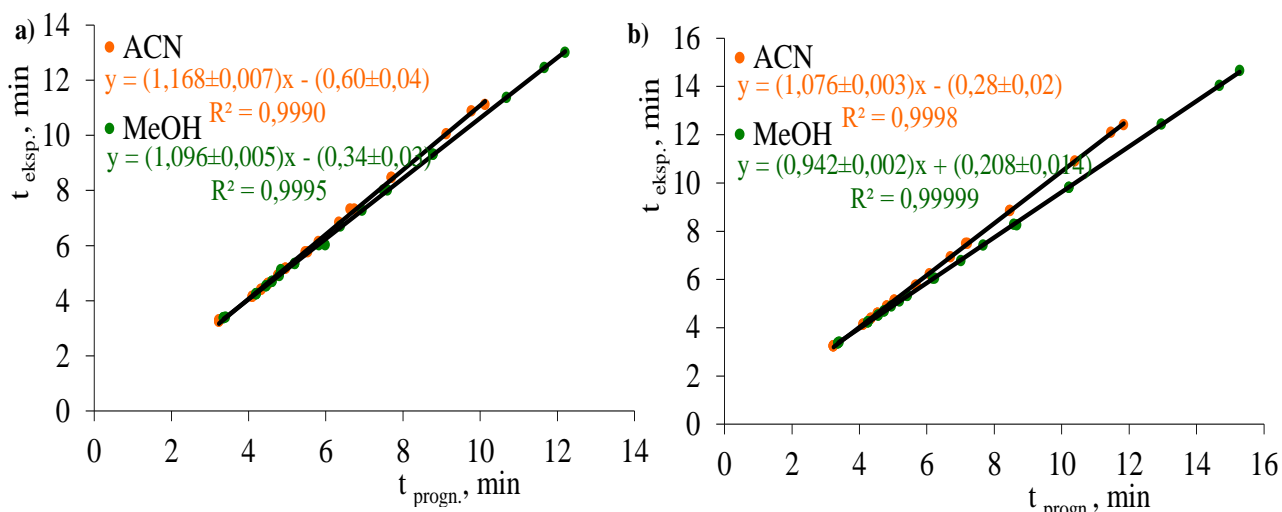 a)
ACN
y = (1,168±0,007)x - (0,60±0,04)
R² = 0,9990
MeOH
y = (1,096±0,005)x - (0,34±0,03)
R² = 0,9995
t eksp., min
14
12
10
8
6
4
2
0
0 2 4 6 8 10 12 14
t progn., min
b)
ACN
y = (1,076±0,003)x - (0,28±0,02)
R² = 0,9998
MeOH
y = (0,942±0,002)x + (0,208±0,014)
R² = 0,99999
t eksp., min
16
14
12
10
8
6
4
2
0
0 2 4 6 8 10 12 14 16
t progn., min